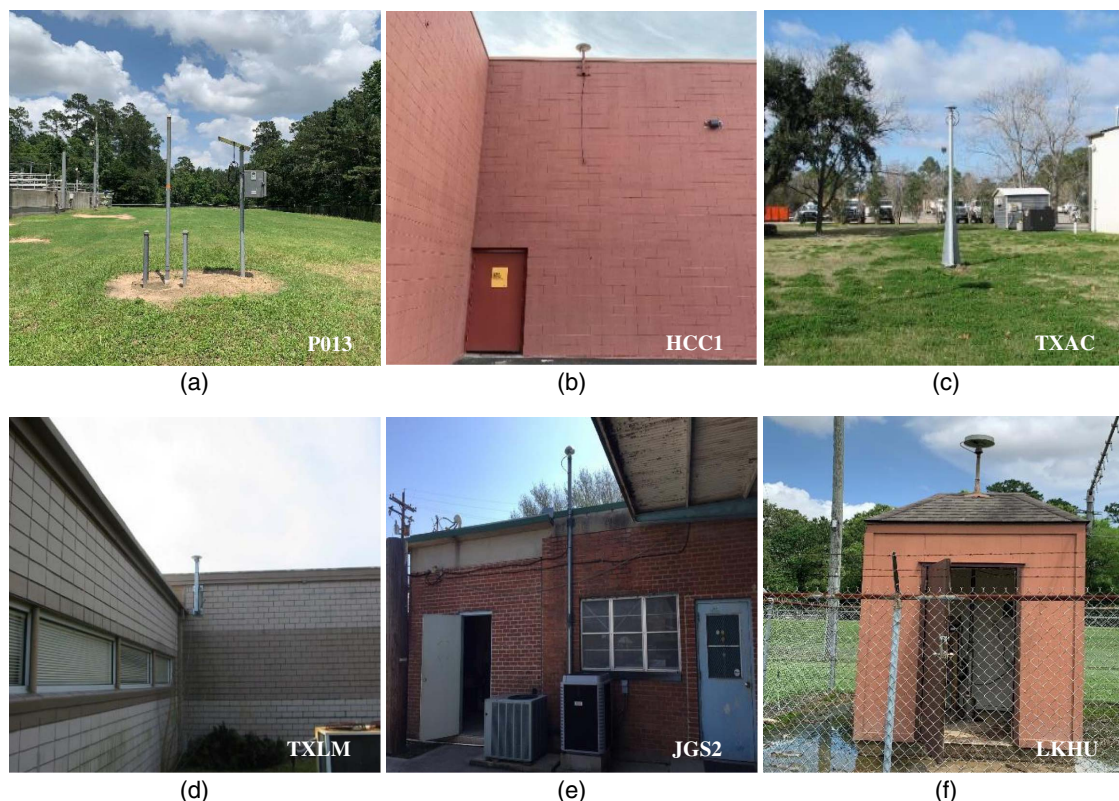 P013
HCC1
TXAC
(a)
(b)
(c)
TXLM
JGS2
LKHU
(d)
(e)
(f)